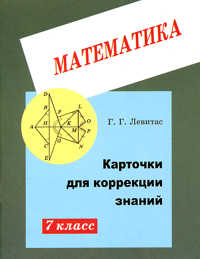 МАТЕМАТИКА
Г. Г. Левитас
Карточки
для коррекции
знаний
7 класс